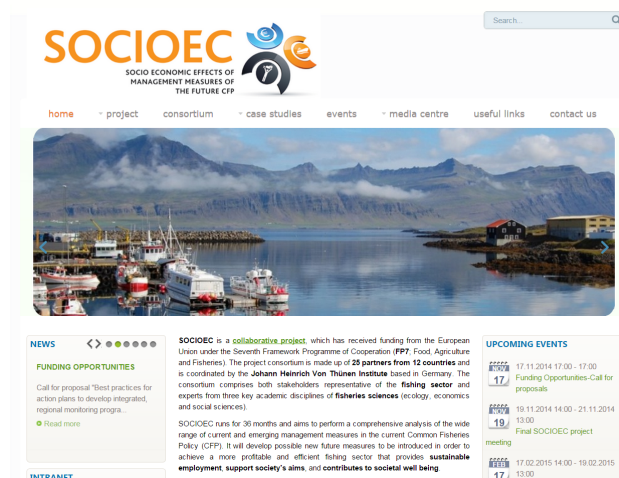 Search...
SOCIOEC
SOCIO ECONOMIC EFFECTS OF
MANAGEMENT MEASURES OF
THE FUTURE CFP
home project consortium case studies events media centre useful links contact us
NEWS
FUNDING OPPORTUNITIES
Call for proposal "Best practices for
action plans to develop integrated,
regional monitoring progra...
Read more
INTRANET
SOCIOEC is a collaborative project, which has received funding from the European
Union under the Seventh Framework Programme of Cooperation (FP7; Food, Agriculture
and Fisheries). The project consortium is made up of 25 partners from 12 countries and
is coordinated by the Johann Heinrich Von Thünen Institute based in Germany. The
consortium comprises both stakeholders representative of the fishing sector and
experts from three key academic disciplines of fisheries sciences (ecology, economics
and social sciences).
SOCIOEC runs for 36 months and aims to perform a comprehensive analysis of the wide
range of current and emerging management measures in the current Common Fisheries
Policy (CFP). It will develop possible new future measures to be introduced in order to
achieve a more profitable and efficient fishing sector that provides sustainable
employment, support society's aims, and contributes to societal well being.
UPCOMING EVENTS
NOV
17
17.11.2014 17:00 - 17:00
Funding Opportunities-Call for
proposals
NOV
19
19.11.2014 14:00 - 21.11.2014
13:00
Final SOCIOEC project
meeting
FEB
17
17.02.2015 14:00 - 19.02.2015
13:00